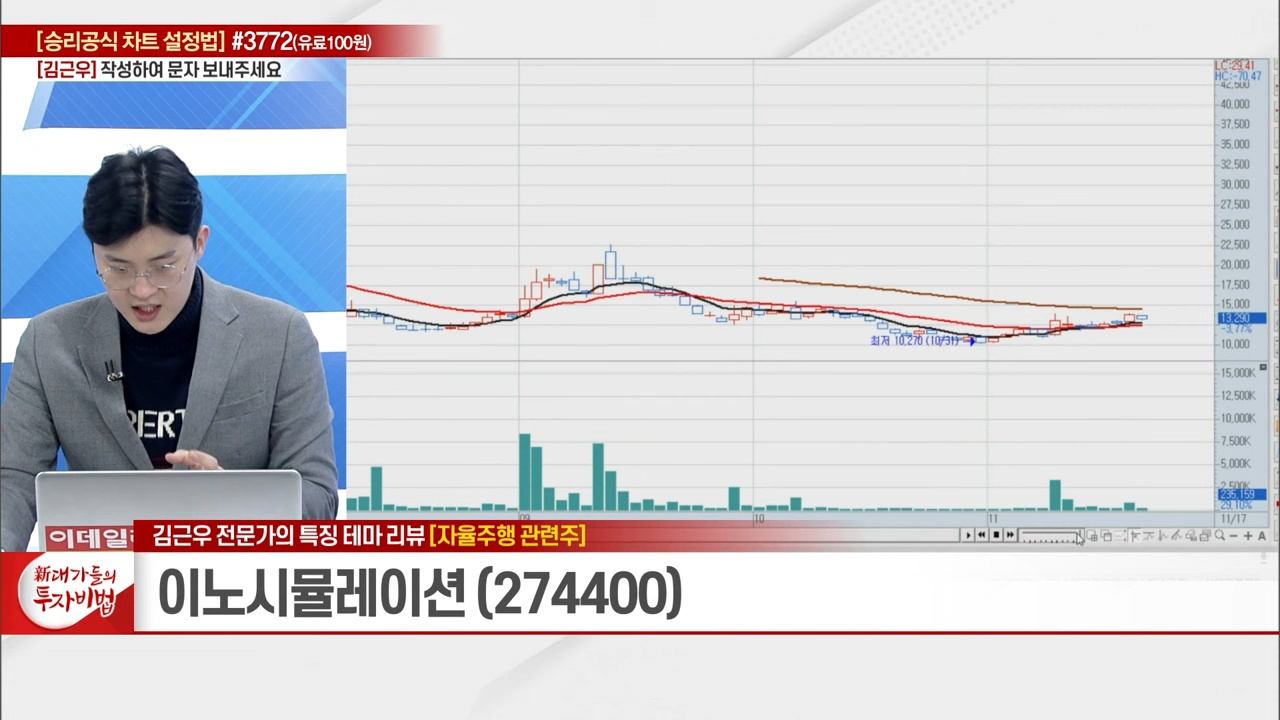 [승리공식 차트 설정법] #3772(유료100원)
[김근우] 작성하여 문자 보내주세요
LC:29.41
HC:-70.47
42,500
40,000
37,500
35,000
32,500
30,000
27,500
25,000
22,500
20,000
17,500
15,000
13,290
-3.77%
10,000
최저 10,270 (10/31)
15,000K
12,500K
10,000K
7,500K
5,000K
2,500K
235,159
29.10%
09
10
11
11/17
PERT
이데일리
김근우 전문가의 특징 테마 리뷰 [자율주행 관련주]
新대가들의
투자비법
이노시뮬레이션 (274400)